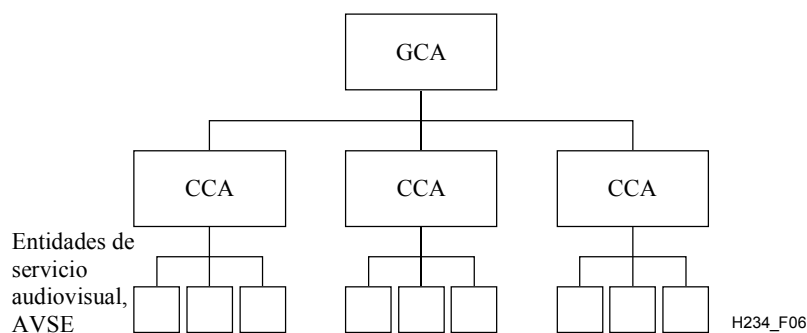 GCA
CCA CCA CCA
Entidades de
servicio
audiovisual,
AVSE
H234_F06